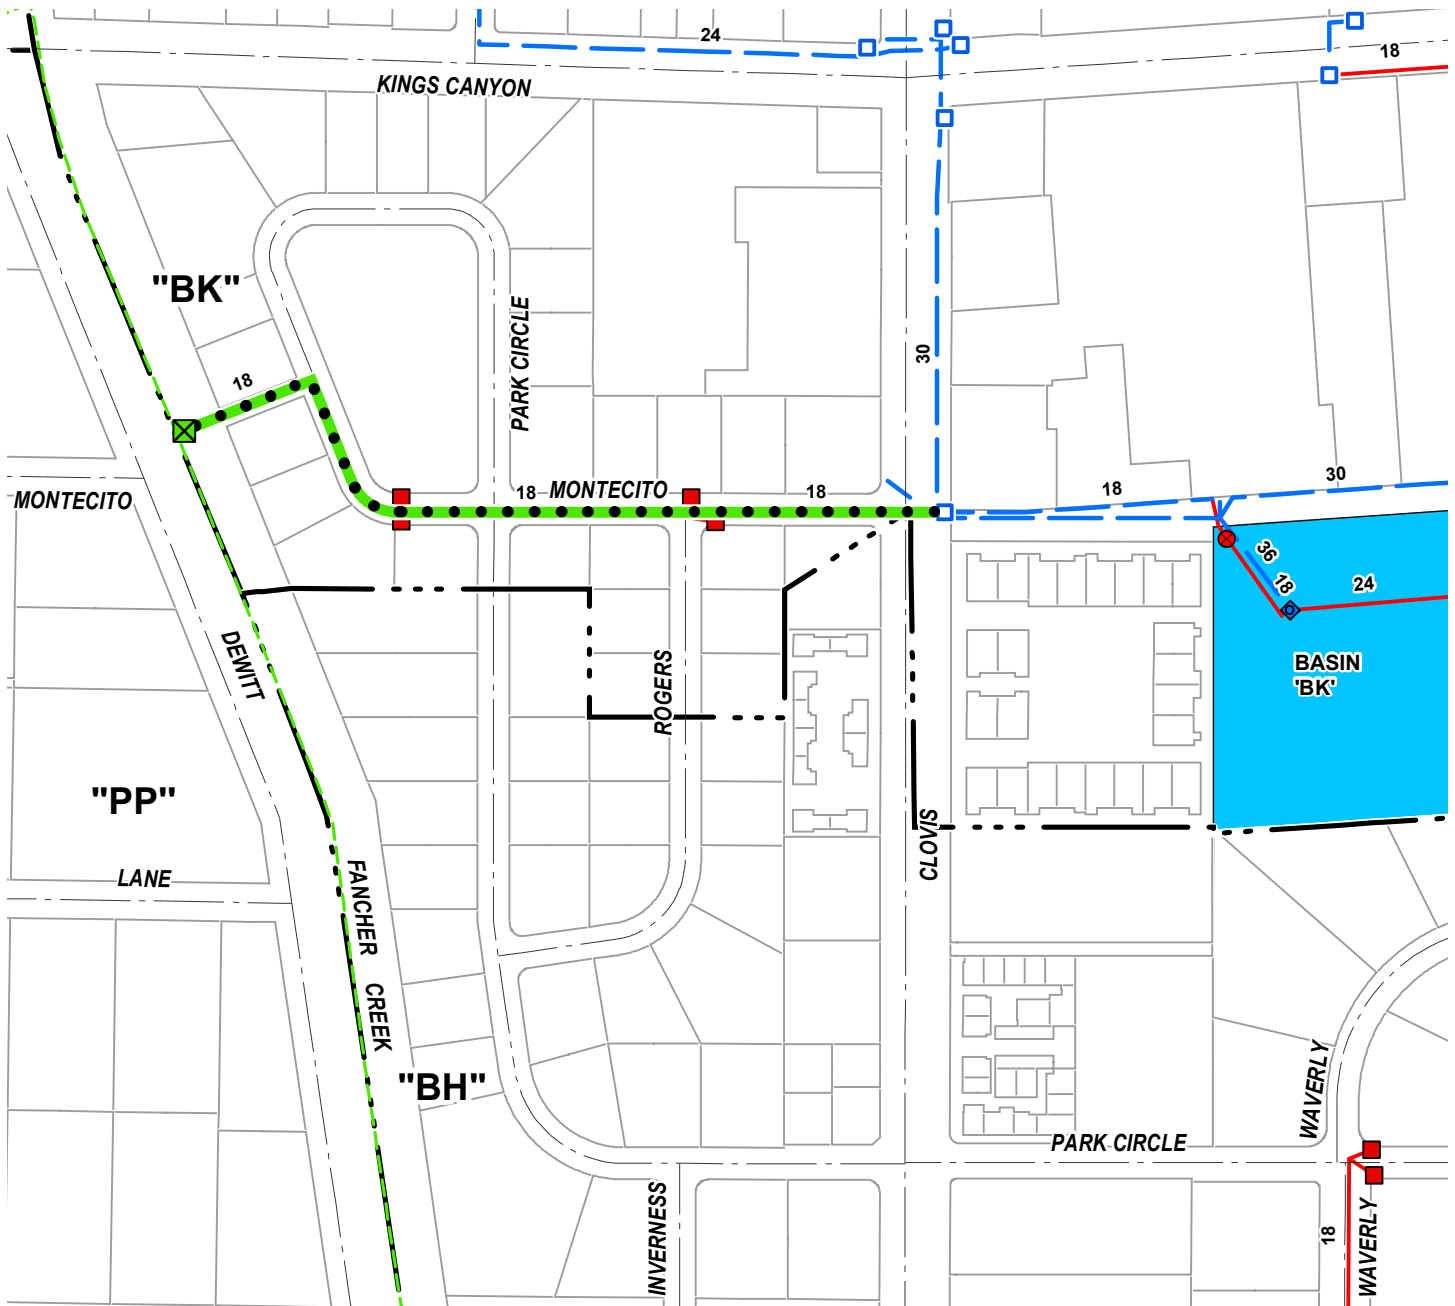 24
18
KINGS CANYON
"BK"
PARK CIRCLE
30
18
MONTECITO
18
MONTECITO
18
18
30
36
18
24
BASIN
'BK'
DEWITT
ROGERS
"PP"
CLOVIS
LANE
FANCHER CREEK
"BH"
WAVERLY
PARK CIRCLE
INVERNESS
18
WAVERLY